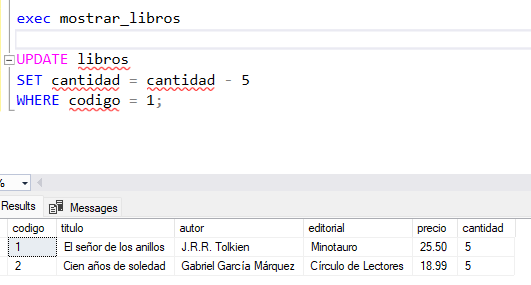 exec mostrar_libros
UPDATE libros
SET cantidad = cantidad - 5
WHERE codigo = 1;
%
Results Messages
codigo titulo autor editorial precio cantidad
1 El señor de los anillos J.R.R. Tolkien Minotauro 25.50 5
2 Cien años de soledad Gabriel García Márquez Círculo de Lectores 18.99 5